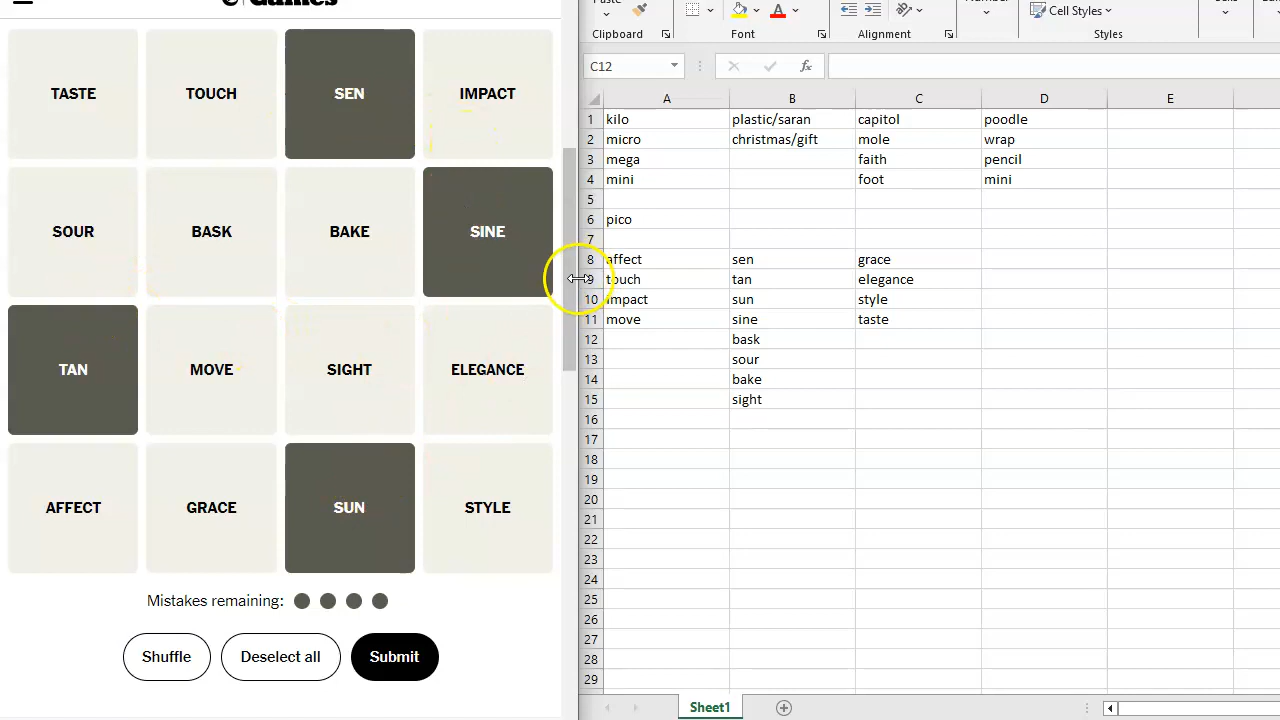 Games
TASTE TOUCH SEN IMPACT
SOUR BASK BAKE SINE
TAN MOVE SIGHT ELEGANCE
AFFECT GRACE SUN STYLE
Mistakes remaining:
Shuffle Deselect all Submit
Paste
Cell Styles
Clipboard Font Alignment Styles
C12 fx
A B C D E
1 kilo plastic/saran capitol poodle
2 micro christmas/gift mole wrap
3 mega faith pencil
4 mini foot mini
5
6 pico
7
8 affect sen grace
9 touch tan elegance
10 impact sun style
11 move sine taste
12 bask
13 sour
14 bake
15 sight
16
17
18
19
20
21
22
23
24
25
26
27
28
29
Sheet1